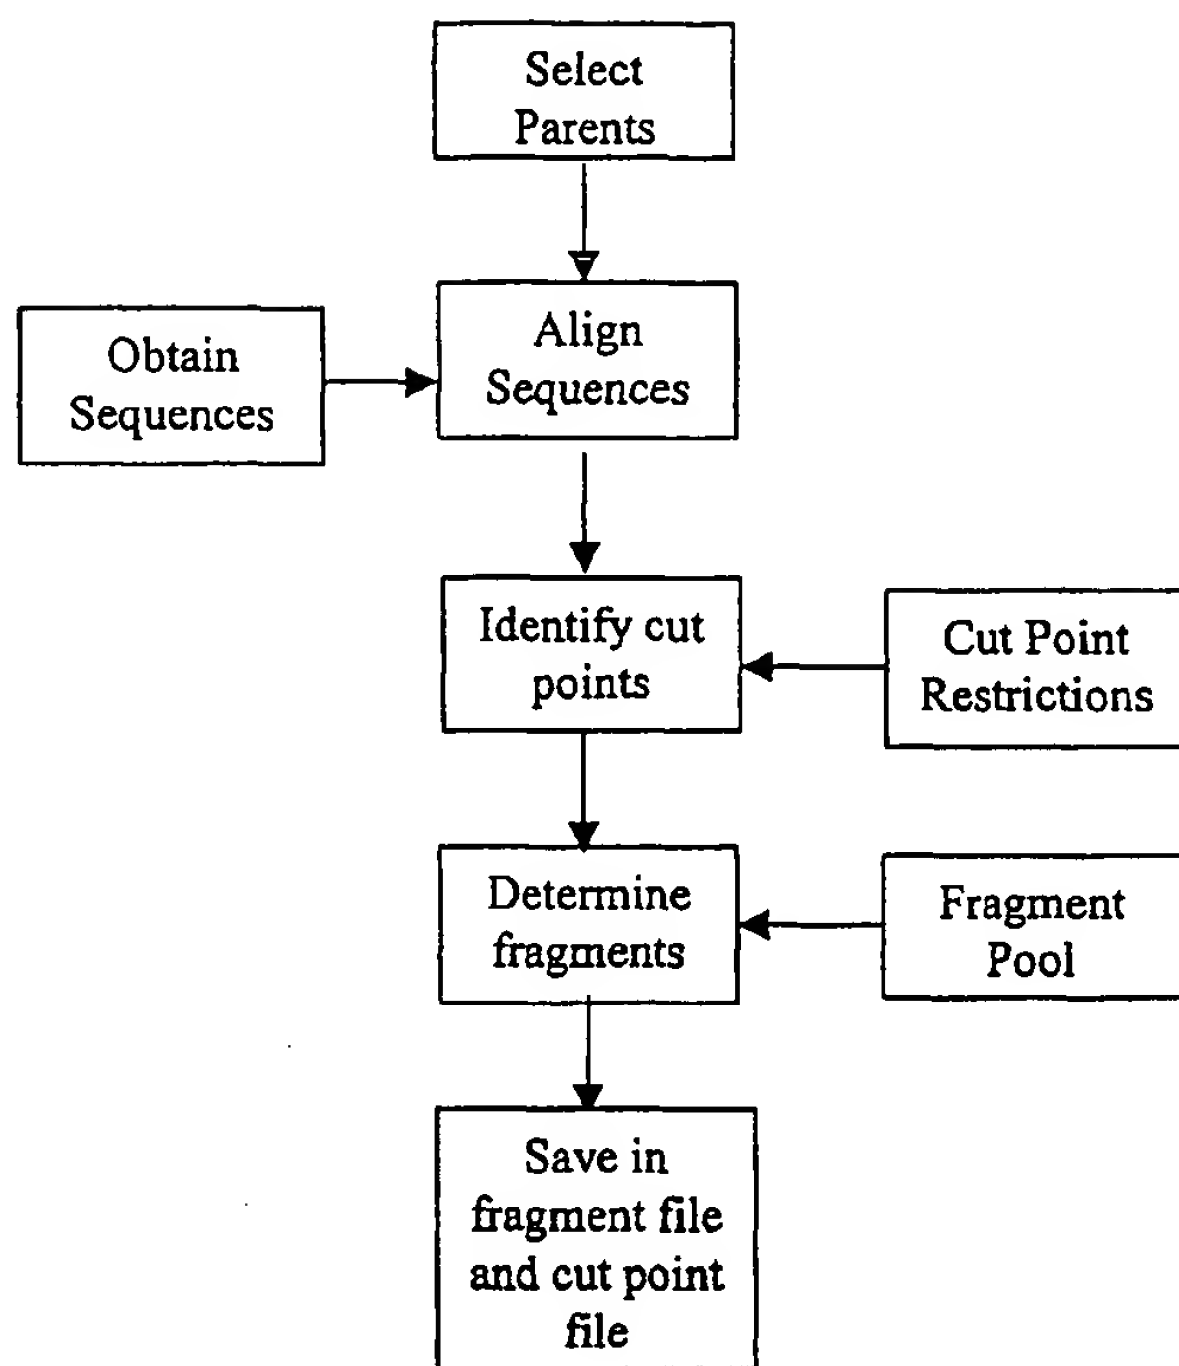 Select
Parents
Obtain
Sequences
Align
Sequences
Identify cut
points
Cut Point
Restrictions
Determine
fragments
Fragment
Pool
Save in
fragment file
and cut point
file